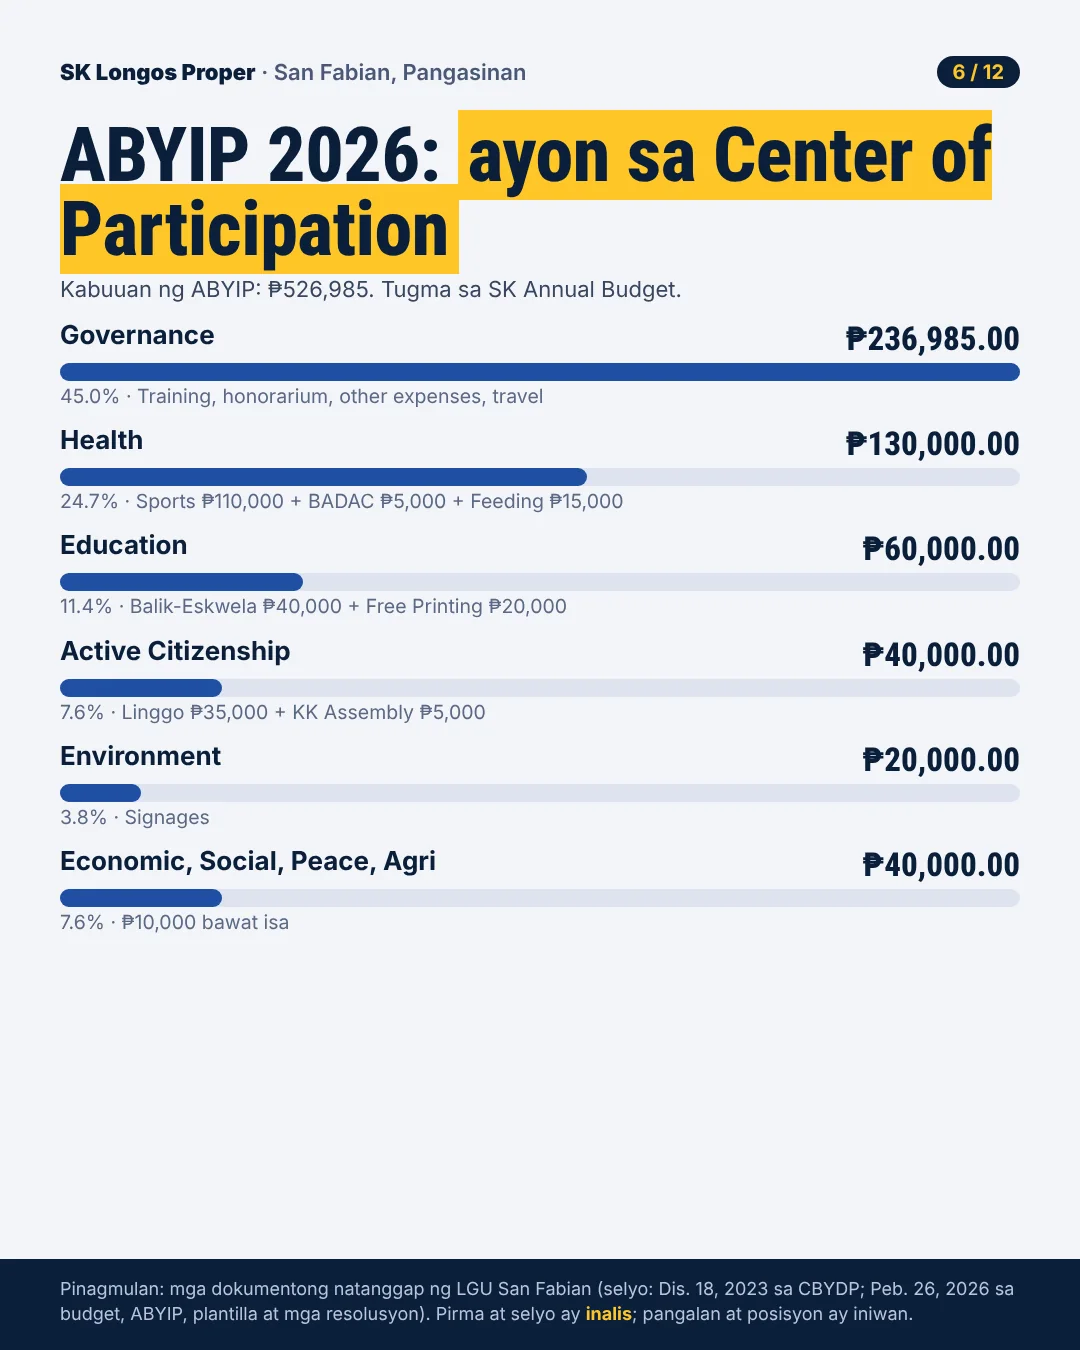 SK Longos Proper · San Fabian, Pangasinan
6 / 12
ABYIP 2026: ayon sa Center of
Participation
Kabuuan ng ABYIP: ₱526,985. Tugma sa SK Annual Budget.
Governance
₱236,985.00
45.0% · Training, honorarium, other expenses, travel
Health
₱130,000.00
24.7% · Sports ₱110,000 + BADAC ₱5,000 + Feeding ₱15,000
Education
₱60,000.00
11.4% · Balik-Eskwela ₱40,000 + Free Printing ₱20,000
Active Citizenship
₱40,000.00
7.6% · Linggo ₱35,000 + KK Assembly ₱5,000
Environment
₱20,000.00
3.8% · Signages
Economic, Social, Peace, Agri
₱40,000.00
7.6% · ₱10,000 bawat isa
Pinagmulan: mga dokumentong natanggap ng LGU San Fabian (selyo: Dis. 18, 2023 sa CBYDP; Peb. 26, 2026 sa
budget, ABYIP, plantilla at mga resolusyon). Pirma at selyo ay inalis; pangalan at posisyon ay iniwan.